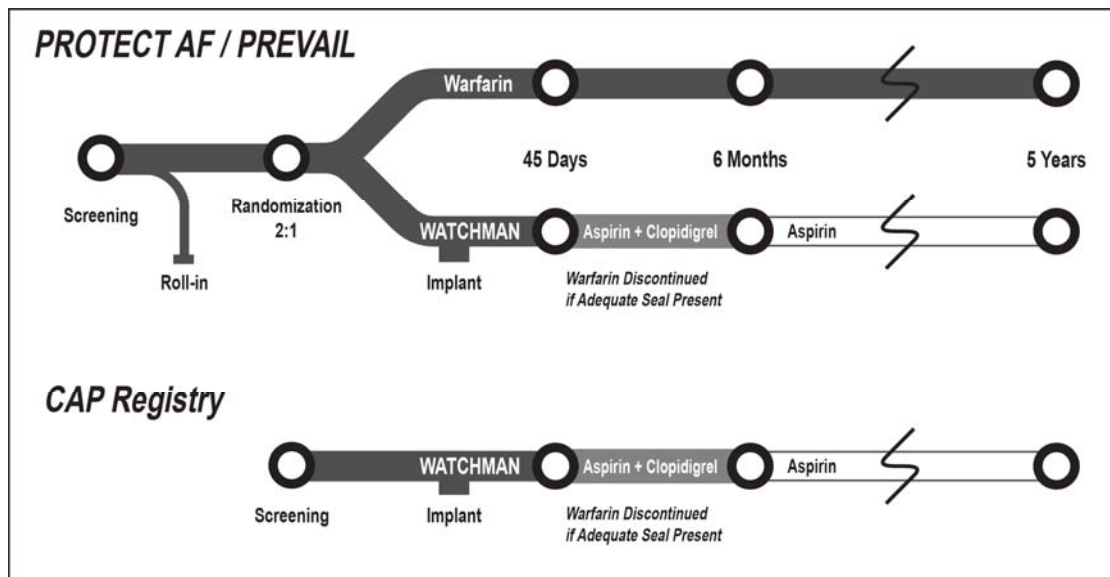 PROTECT AF / PREVAIL
Warfarin
45 Days
6 Months
5 Years
Screening
Randomization
2:1
WATCHMAN
Aspirin + Clopidigrel
Aspirin
Roll-in
Implant
Warfarin Discontinued
if Adequate Seal Present
CAP Registry
WATCHMAN
Aspirin + Clopidigrel
Aspirin
Screening
Implant
Warfarin Discontinued
if Adequate Seal Present